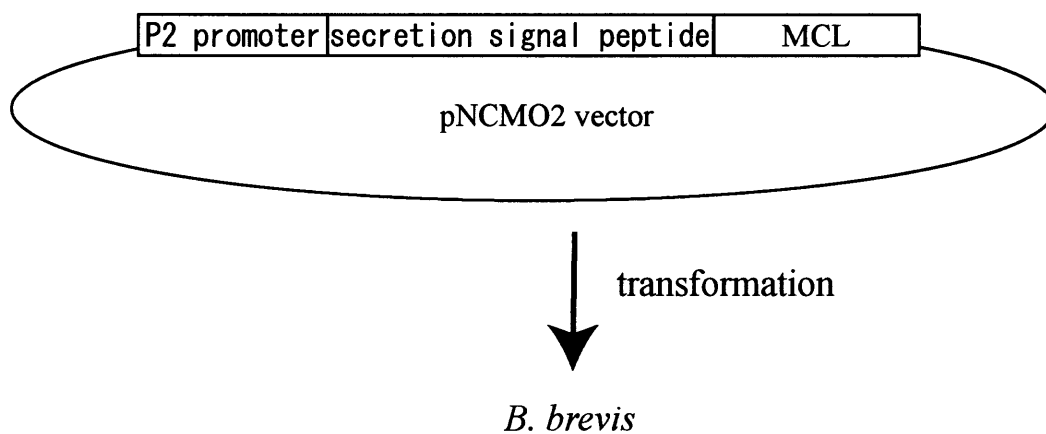 P2 promoter secretion signal peptide MCL
pNCMO2 vector
transformation
B. brevis